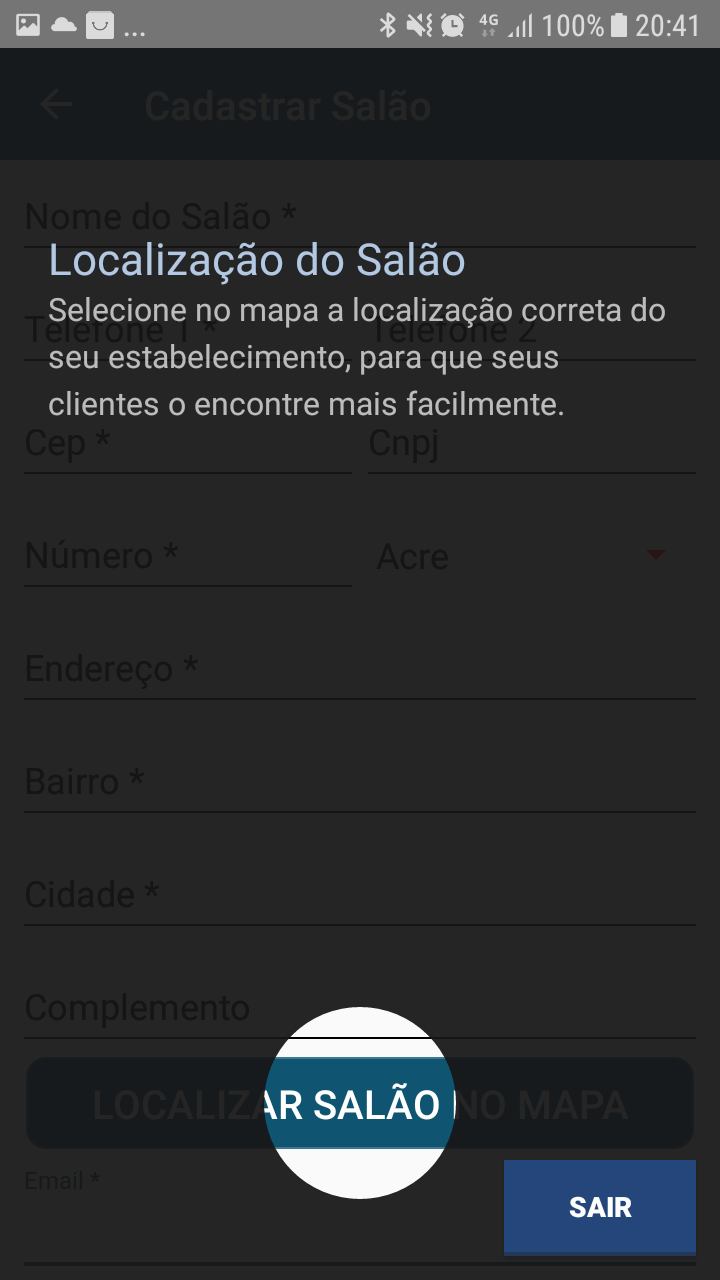 ... 4G 100% 20:41
Cadastrar Salão
Nome do Salão *
Localização do Salão
Selecione no mapa a localização correta do
Telefone 1 * Telefone 2
seu estabelecimento, para que seus
clientes o encontre mais facilmente.
Cep * Cnpj
Número * Acre
Endereço *
Bairro *
Cidade *
Complemento
LOCALIZAR SALÃO NO MAPA
Email *
SAIR